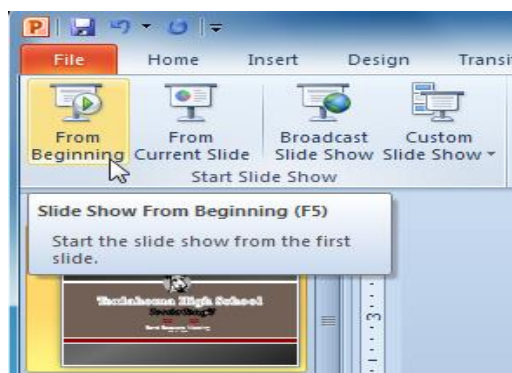 P
File Home Insert Design Transi
From Beginning From Current Slide Broadcast Slide Show Custom Slide Show
Start Slide Show
Slide Show From Beginning (F5)
Start the slide show from the first
slide.
High School
3